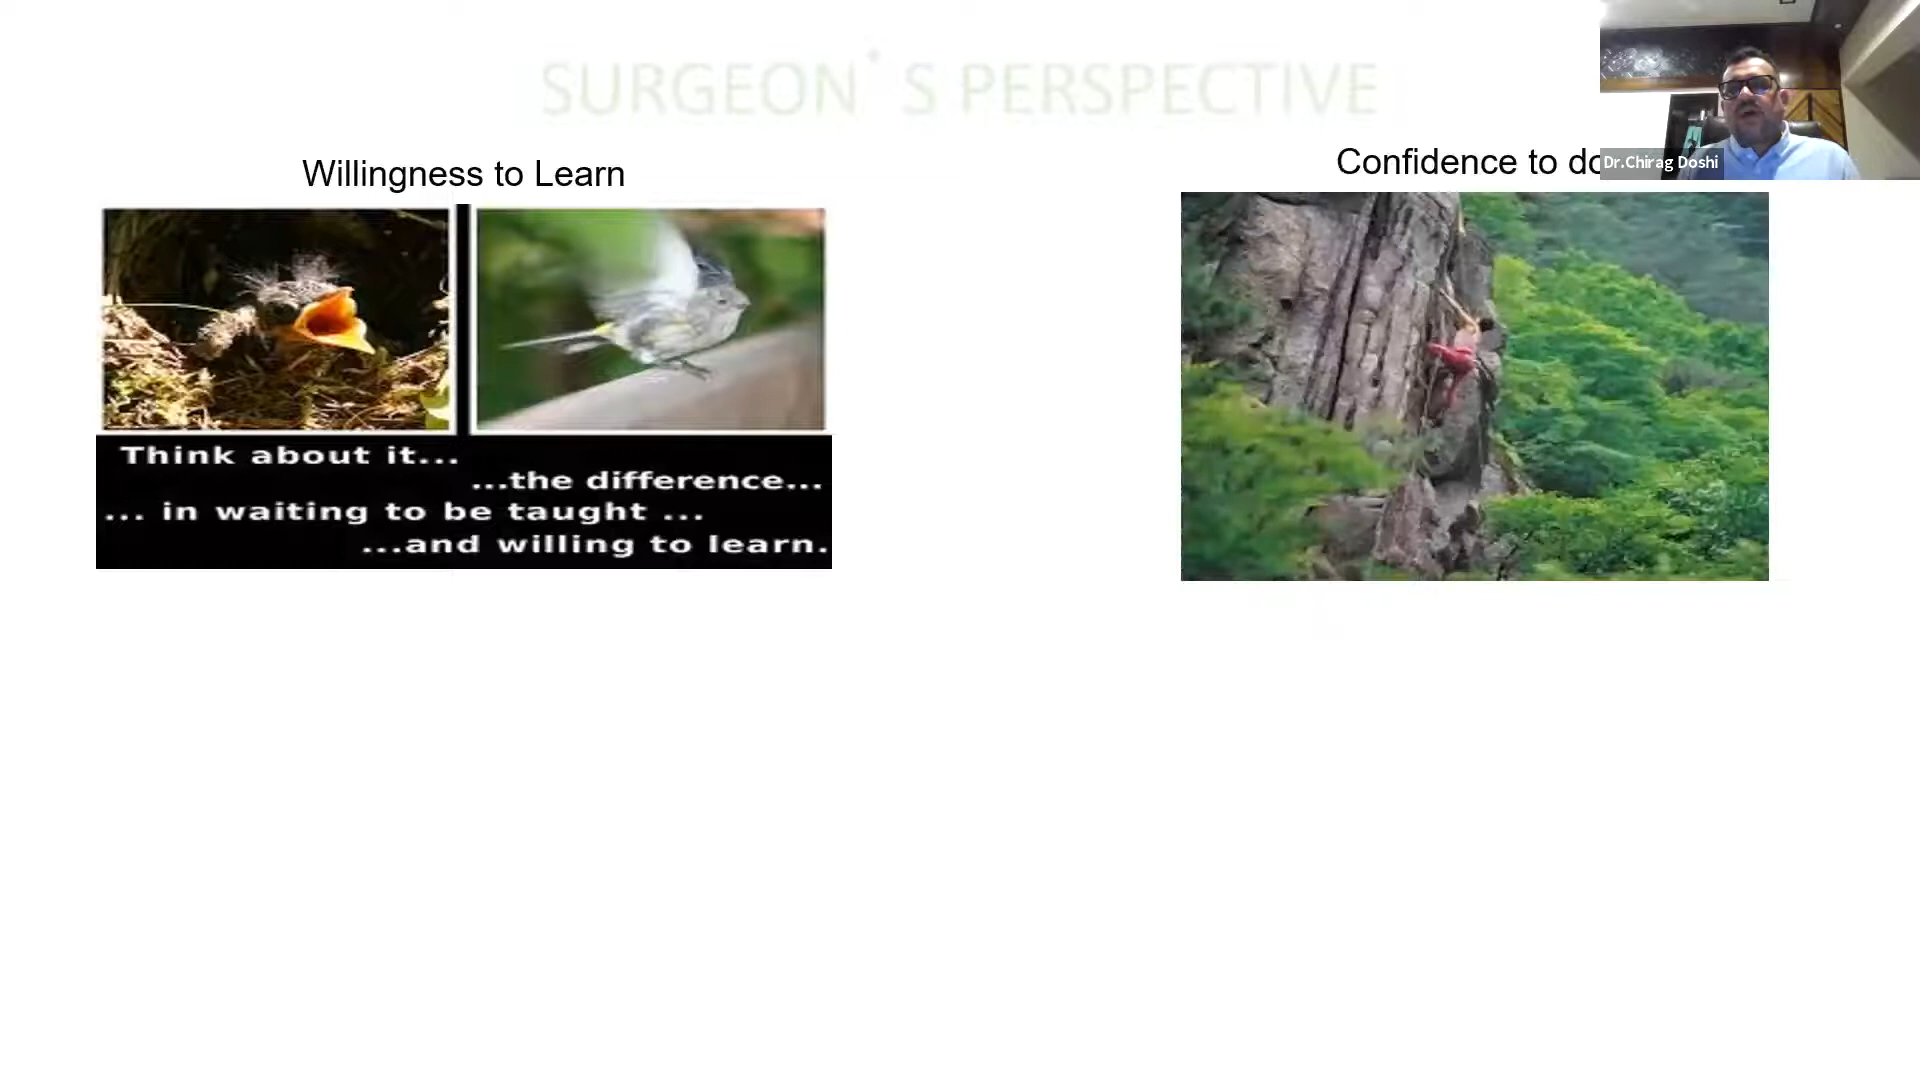 SURGEON`S PERSPECTIVE
Willingness to Learn
Confidence to do
Dr.Chirag Doshi
Think about it...
...the difference...
... in waiting to be taught ...
...and willing to learn.